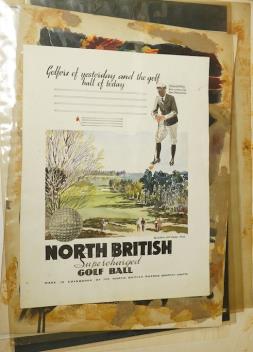 Golfers of yesterday and the golf
ball of today
NORTH BRITISH
Supercharged
GOLF BALL
MADE IN EDINBURGH BY THE NORTH BRITISH RUBBER COMPANY LIMITED